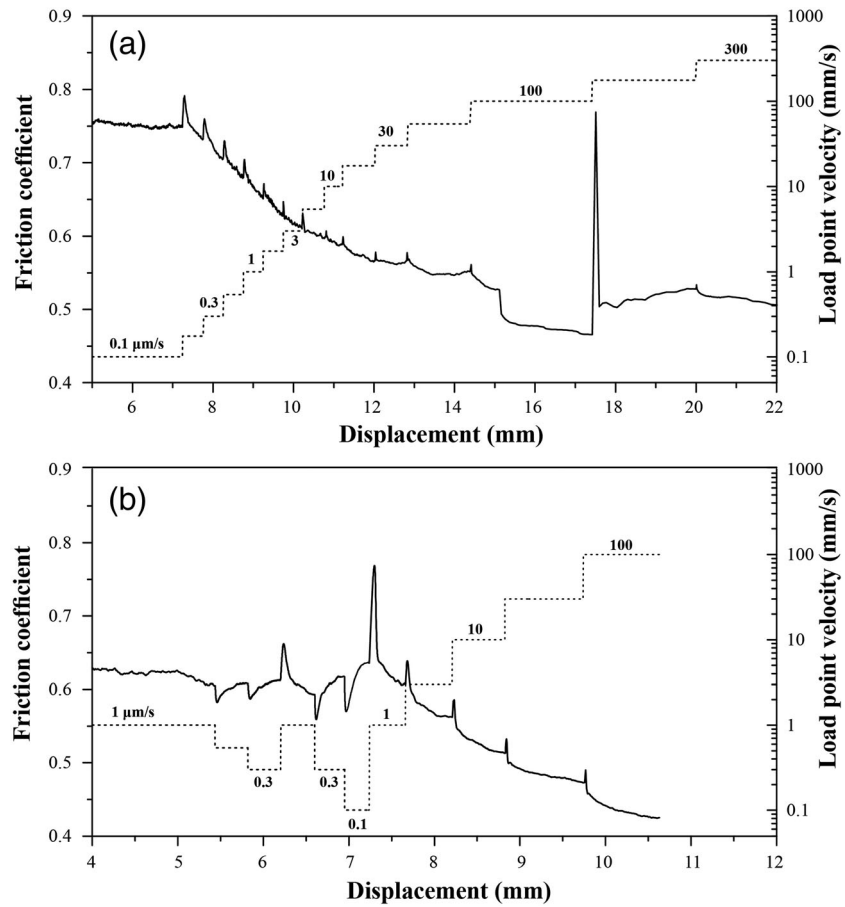 (a)
Friction coefficient
0.9
0.8
0.7
0.6
0.5
0.4
0.1 μm/s
0.3
1
3
10
30
100
300
1000
100
10
1
0.1
Load point velocity (mm/s)
6 8 10 12 14 16 18 20 22
Displacement (mm)
(b)
Friction coefficient
0.9
0.8
0.7
0.6
0.5
0.4
1 μm/s
0.3
0.3
0.1
1
10
100
1000
100
10
1
0.1
Load point velocity (mm/s)
4 5 6 7 8 9 10 11 12
Displacement (mm)